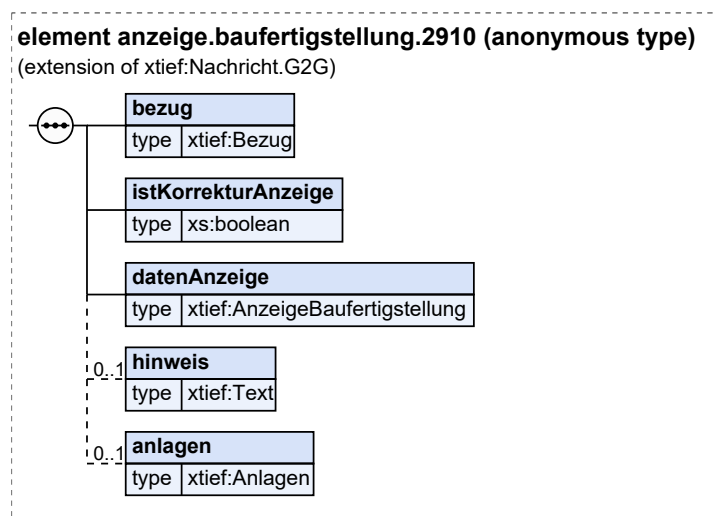 element anzeige.baufertigstellung.2910 (anonymous type)
(extension of xtief:Nachricht.G2G)
bezug
type xtief:Bezug
istKorrekturAnzeige
type xs:boolean
datenAnzeige
type xtief:AnzeigeBaufertigstellung
0..1 hinweis
type xtief:Text
0..1 anlagen
type xtief:Anlagen